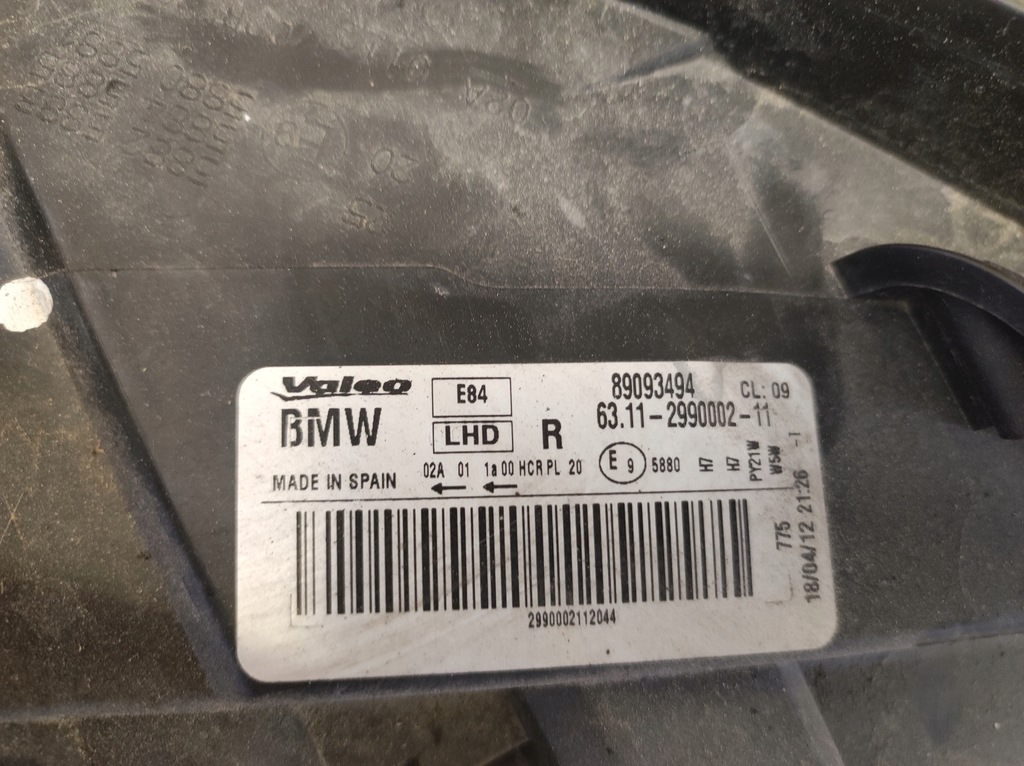 Valeo
BMW
E84
LHD
R
89093494
CL: 09
63.11-2990002-11
MADE IN SPAIN
02A 01 1a 00 HCR PL 20
E 9 5880
H7
H7
PY21W
W5W
-I
775
18/04/12 21:26
2990002112044